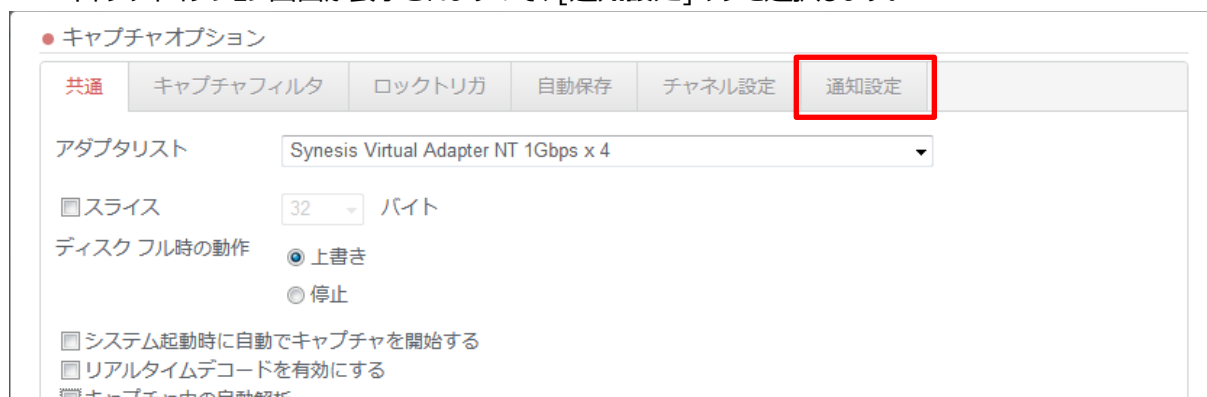 ● キャプチャオプション
共通 キャプチャフィルタ ロックトリガ 自動保存 チャネル設定 通知設定
アダプタリスト Synesis Virtual Adapter NT 1Gbps x 4
スライス 32 バイト
ディスク フル時の動作 上書き
停止
システム起動時に自動でキャプチャを開始する
リアルタイムデコードを有効にする